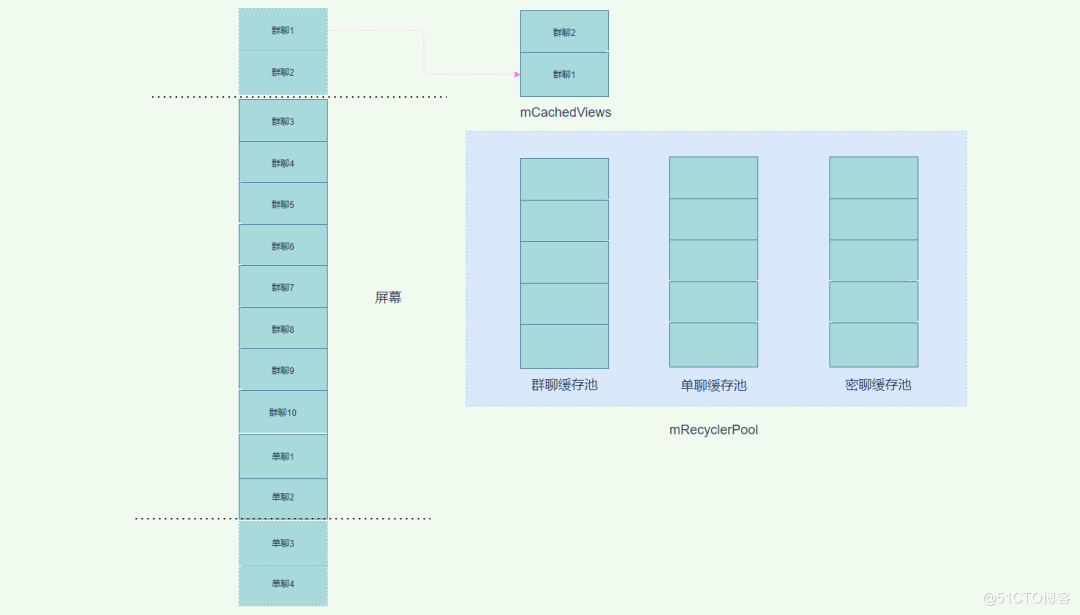 群聊1
群聊2
群聊3
群聊4
群聊5
群聊6
群聊7
群聊8
群聊9
群聊10
单聊1
单聊2
单聊3
单聊4
屏幕
群聊2
群聊1
mCachedViews
群聊缓存池
单聊缓存池
密聊缓存池
mRecyclerPool
@51CTO博客